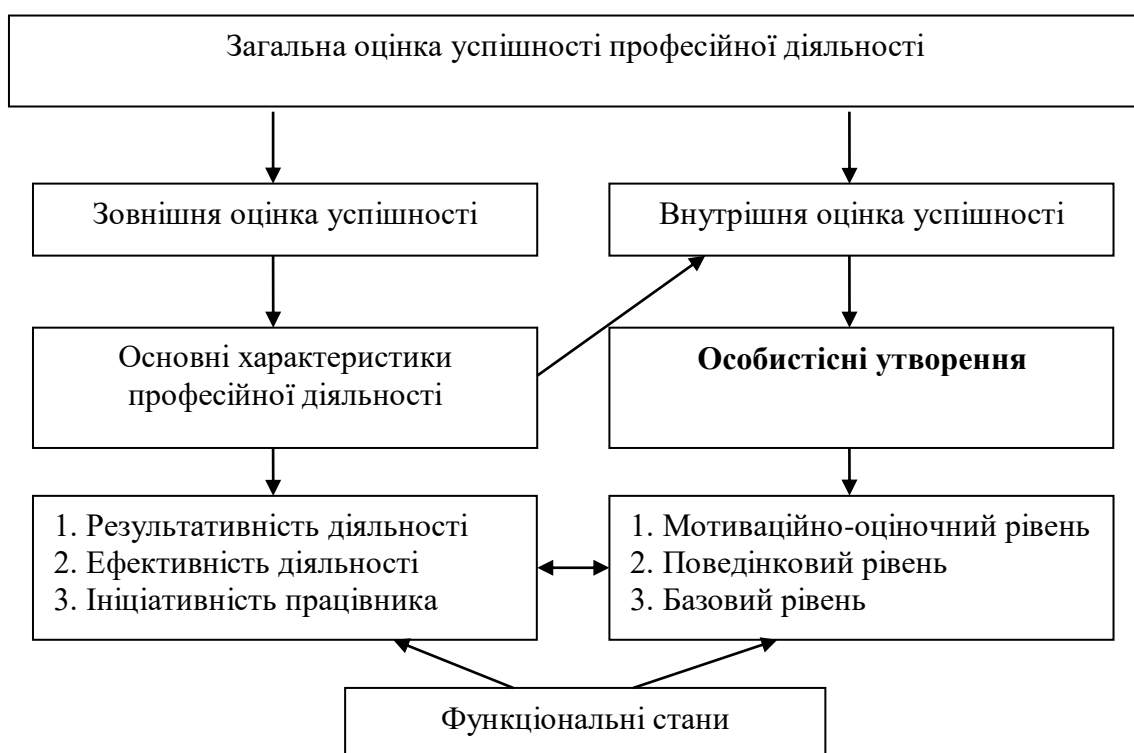 Загальна оцінка успішності професійної діяльності
Зовнішня оцінка успішності
Внутрішня оцінка успішності
Основні характеристики
професійної діяльності
Особистісні утворення
1. Результативність діяльності
2. Ефективність діяльності
3. Ініціативність працівника
1. Мотиваційно-оціночний рівень
2. Поведінковий рівень
3. Базовий рівень
Функціональні стани